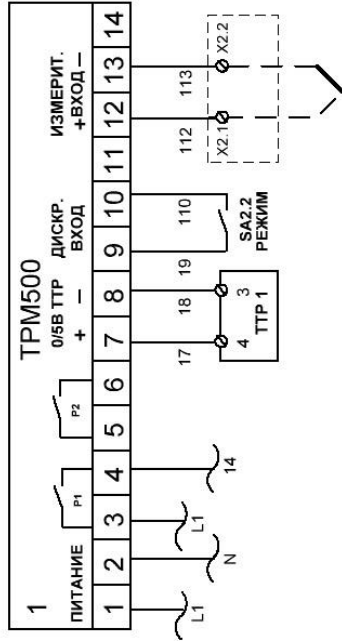 1
ТРМ500
ПИТАНИЕ
P1
P2
0/5В ТТР
+ −
ДИСКР.
ВХОД
ИЗМЕРИТ.
+ВХОД −
1 2 3 4 5 6 7 8 9 10 11 12 13 14
L1
N
L1
14
17
18
19
110
112
113
4 3
ТТР 1
SA2.2
РЕЖИМ
X2.1
X2.2